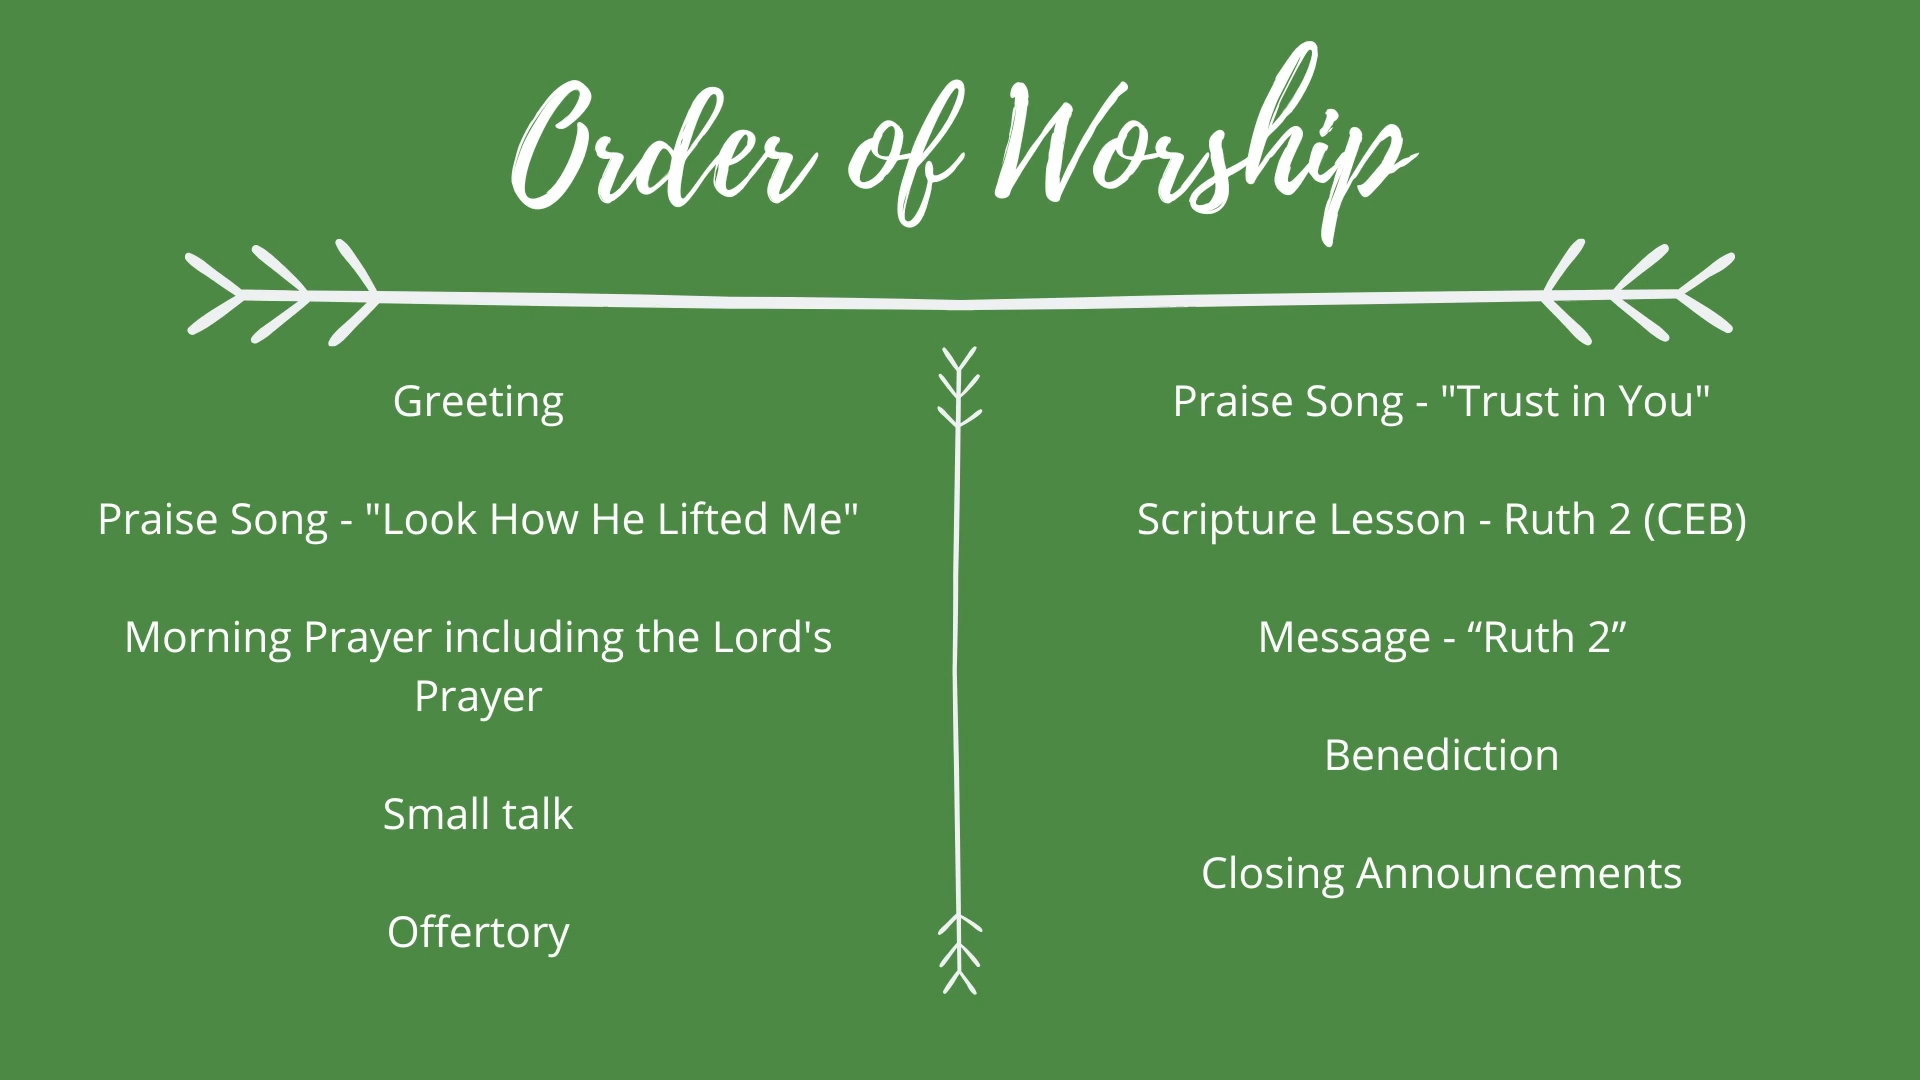 Order of Worship
Greeting
Praise Song - "Look How He Lifted Me"
Morning Prayer including the Lord's
Prayer
Small talk
Offertory
Praise Song - "Trust in You"
Scripture Lesson - Ruth 2 (CEB)
Message - “Ruth 2”
Benediction
Closing Announcements